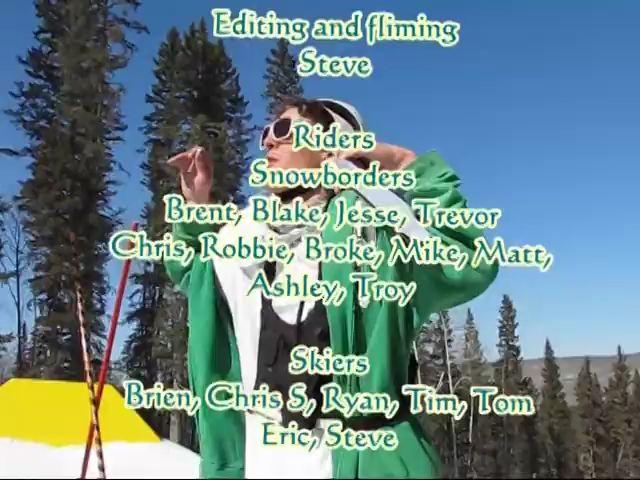 Editing and fliming
Steve
Riders
Snowborders
Brent, Blake, Jesse, Trevor
Chris, Robbie, Broke, Mike, Matt,
Ashley, Troy
Skiers
Brien, Chris S, Ryan, Tim, Tom
Eric, Steve